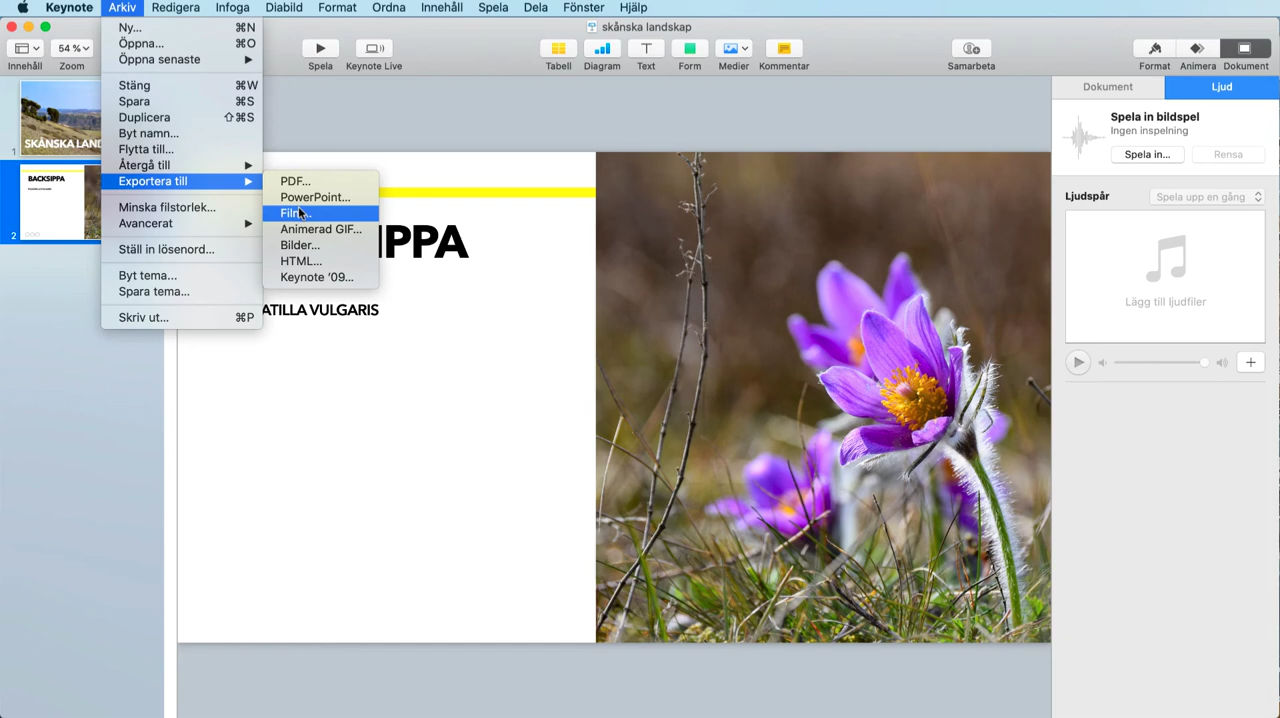 Keynote Arkiv Redigera Infoga Diabild Format Ordna Innehåll Spela Dela Fönster Hjälp
skånska landskap
54 %
Innehåll Zoom Spela Keynote Live Tabell Diagram Text Form Medier Kommentar Samarbeta Format Animera Dokument
Ny... ⌘N
Öppna... ⌘O
Öppna senaste
Stäng ⌘W
Spara ⌘S
Duplicera ⇧⌘S
Byt namn...
Flytta till...
Återgå till
Exportera till
Minska filstorlek...
Avancerat
Ställ in lösenord...
Byt tema...
Spara tema...
Skriv ut... ⌘P
PDF...
PowerPoint...
Film...
Animerad GIF...
Bilder...
HTML...
Keynote '09...
SKÅNSKA LAND
1
BACKSIPPA
2
IPPA
ATILLA VULGARIS
Dokument Ljud
Spela in bildspel
Ingen inspelning
Spela in... Rensa
Ljudspår Spela upp en gång
Lägg till ljudfiler